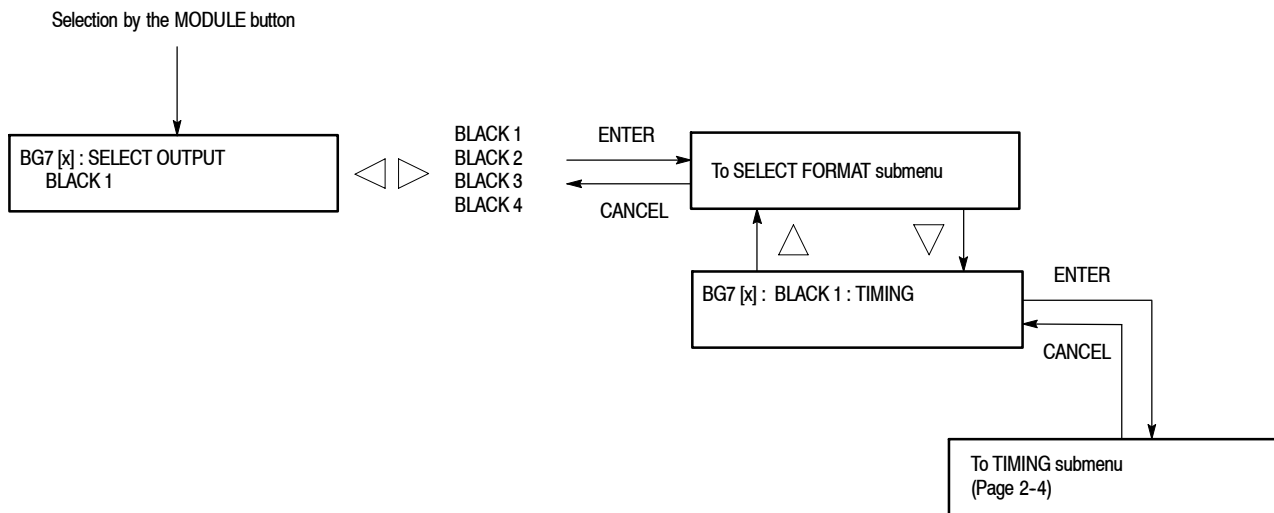 Selection by the MODULE button
BG7 [x] : SELECT OUTPUT
BLACK 1
BLACK 1
BLACK 2
BLACK 3
BLACK 4
ENTER
CANCEL
To SELECT FORMAT submenu
BG7 [x] : BLACK 1 : TIMING
ENTER
CANCEL
To TIMING submenu
(Page 2-4)